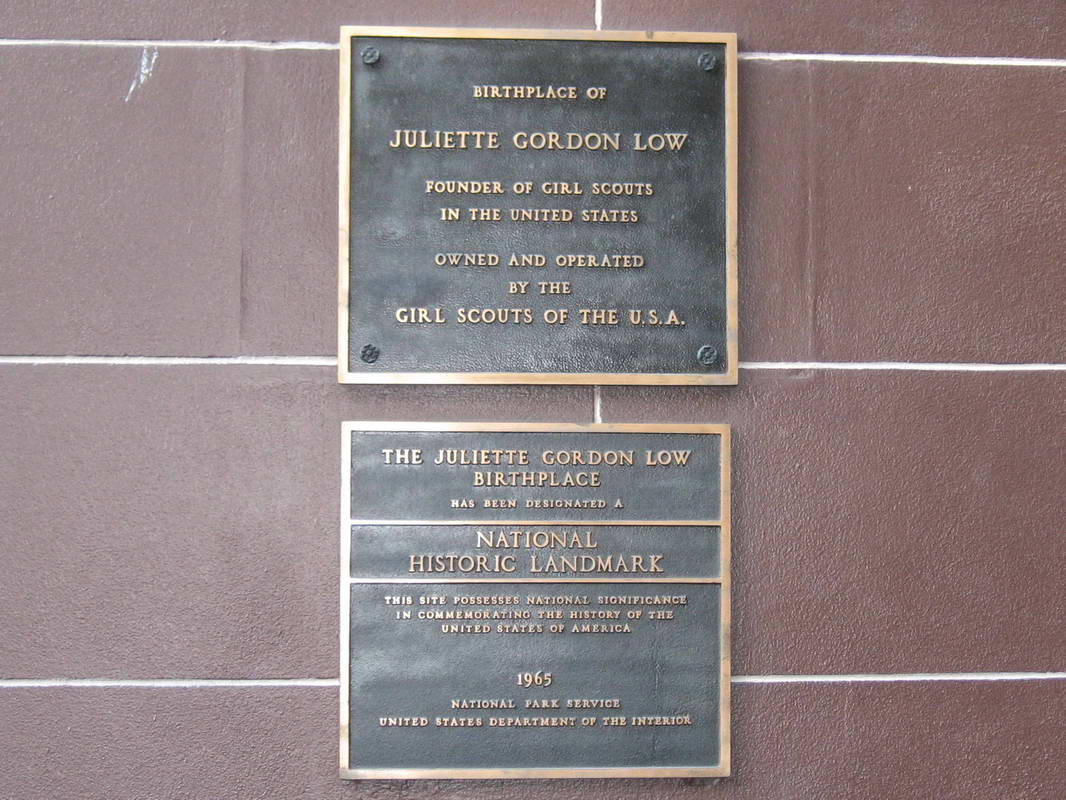 BIRTHPLACE OF
JULIETTE GORDON LOW
FOUNDER OF GIRL SCOUTS
IN THE UNITED STATES
OWNED AND OPERATED
BY THE
GIRL SCOUTS OF THE U.S.A.
THE JULIETTE GORDON LOW
BIRTHPLACE
HAS BEEN DESIGNATED A
NATIONAL
HISTORIC LANDMARK
THIS SITE POSSESSES NATIONAL SIGNIFICANCE
IN COMMEMORATING THE HISTORY OF THE
UNITED STATES OF AMERICA
1965
NATIONAL PARK SERVICE
UNITED STATES DEPARTMENT OF THE INTERIOR